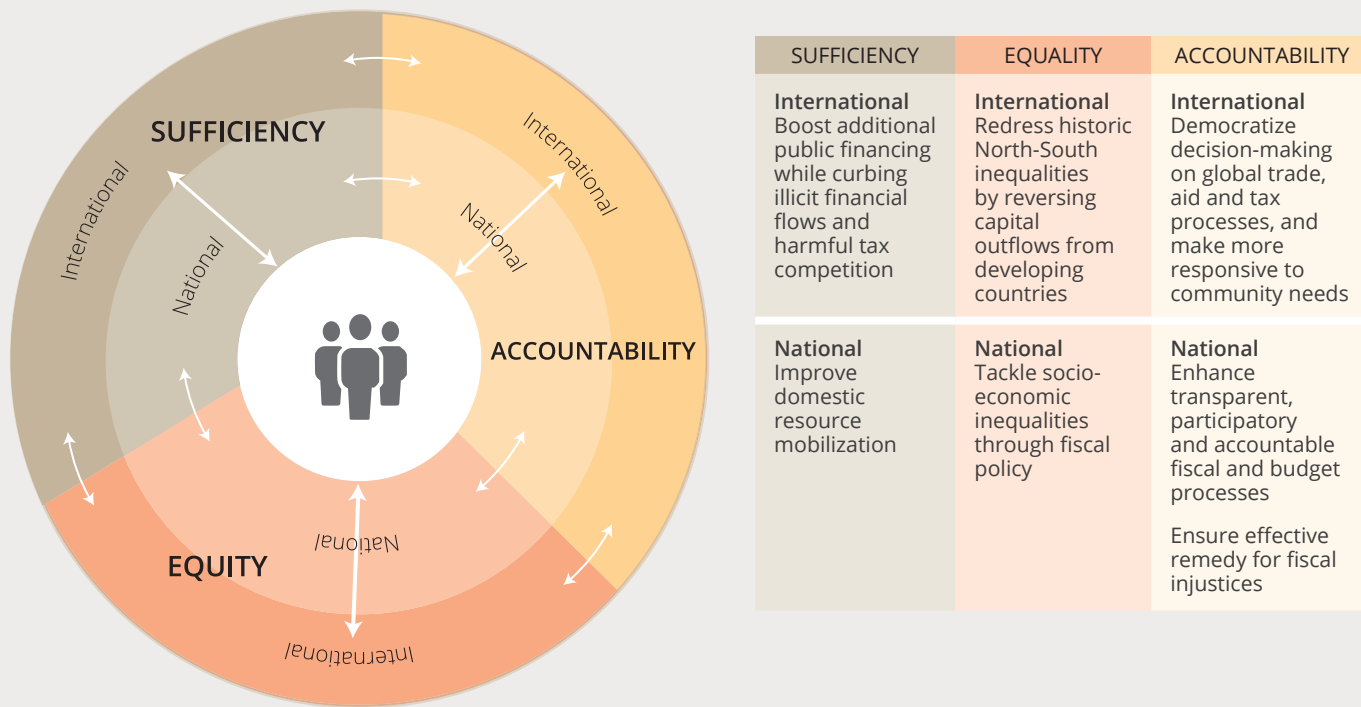 SUFFICIENCY
International
National
International
National
ACCOUNTABILITY
EQUITY
National
International
SUFFICIENCY
International
Boost additional
public financing
while curbing
illicit financial
flows and
harmful tax
competition
National
Improve
domestic
resource
mobilization
EQUALITY
International
Redress historic
North-South
inequalities
by reversing
capital
outflows from
developing
countries
National
Tackle socio-
economic
inequalities
through fiscal
policy
ACCOUNTABILITY
International
Democratize
decision-making
on global trade,
aid and tax
processes, and
make more
responsive to
community needs
National
Enhance
transparent,
participatory
and accountable
fiscal and budget
processes
Ensure effective
remedy for fiscal
injustices